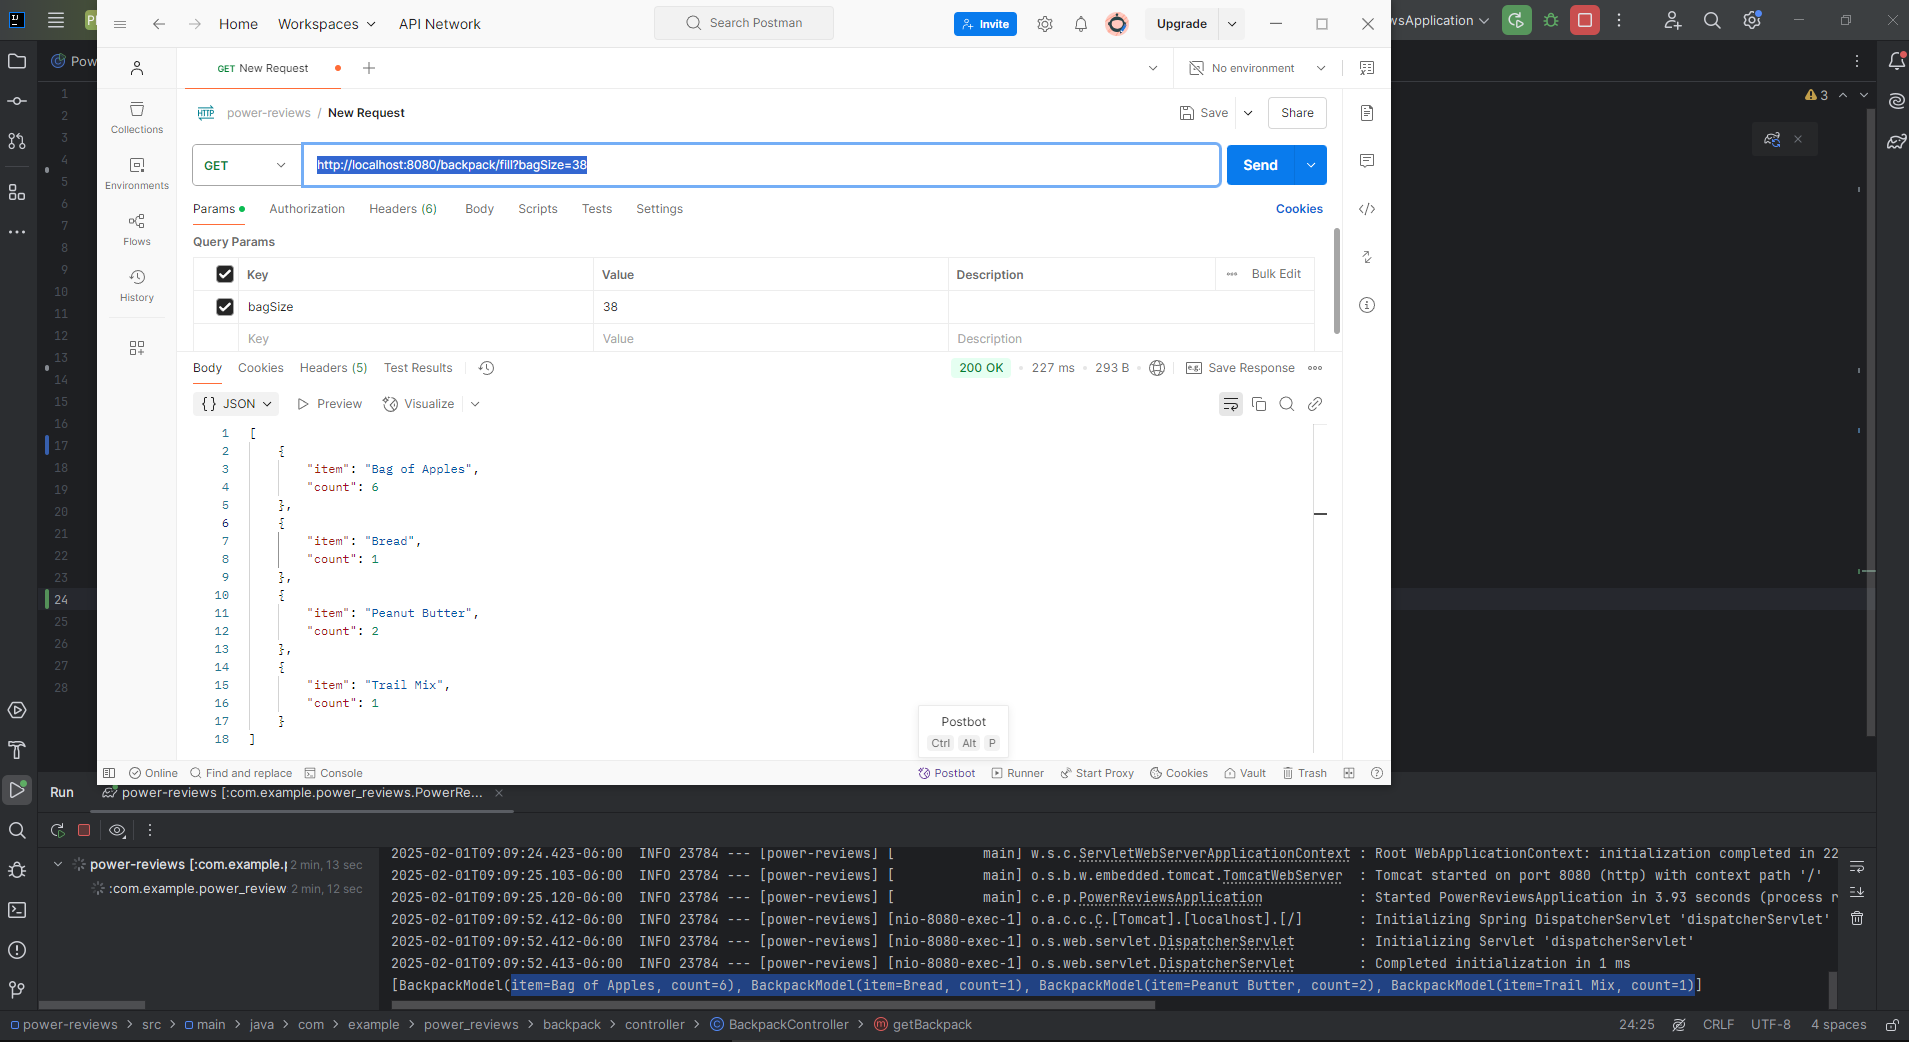 Home
Workspaces
API Network
Search Postman
Invite
Upgrade
wsApplication
Pow
GET New Request
No environment
HTTP power-reviews / New Request
Save
Share
GET
http://localhost:8080/backpack/fill?bagSize=38
Send
Params
Authorization
Headers (6)
Body
Scripts
Tests
Settings
Cookies
Query Params
Key
Value
Description
Bulk Edit
bagSize
38
Key
Value
Description
Collections
Environments
Flows
History
Body
Cookies
Headers (5)
Test Results
200 OK
227 ms
293 B
e.g. Save Response
{} JSON
Preview
Visualize
1 [
2 {
3 "item": "Bag of Apples",
4 "count": 6
5 },
6 {
7 "item": "Bread",
8 "count": 1
9 },
10 {
11 "item": "Peanut Butter",
12 "count": 2
13 },
14 {
15 "item": "Trail Mix",
16 "count": 1
17 }
18 ]
Postbot
Ctrl Alt P
Online
Find and replace
Console
Postbot
Runner
Start Proxy
Cookies
Vault
Trash
1
2
3
4
5
6
7
8
9
10
11
12
13
14
15
16
17
18
19
20
21
22
23
24
25
26
27
28
3
Run
power-reviews [:com.example.power_reviews.PowerRe...
power-reviews [:com.example.p 2 min, 13 sec
:com.example.power_review 2 min, 12 sec
2025-02-01T09:09:24.423-06:00 INFO 23784 --- [power-reviews] [ main] w.s.c.ServletWebServerApplicationContext : Root WebApplicationContext: initialization completed in 22
2025-02-01T09:09:25.103-06:00 INFO 23784 --- [power-reviews] [ main] o.s.b.w.embedded.tomcat.TomcatWebServer : Tomcat started on port 8080 (http) with context path '/'
2025-02-01T09:09:25.120-06:00 INFO 23784 --- [power-reviews] [ main] c.e.p.PowerReviewsApplication : Started PowerReviewsApplication in 3.93 seconds (process r
2025-02-01T09:09:52.412-06:00 INFO 23784 --- [power-reviews] [nio-8080-exec-1] o.a.c.c.C.[Tomcat].[localhost].[/] : Initializing Spring DispatcherServlet 'dispatcherServlet'
2025-02-01T09:09:52.412-06:00 INFO 23784 --- [power-reviews] [nio-8080-exec-1] o.s.web.servlet.DispatcherServlet : Initializing Servlet 'dispatcherServlet'
2025-02-01T09:09:52.413-06:00 INFO 23784 --- [power-reviews] [nio-8080-exec-1] o.s.web.servlet.DispatcherServlet : Completed initialization in 1 ms
[BackpackModel(item=Bag of Apples, count=6), BackpackModel(item=Bread, count=1), BackpackModel(item=Peanut Butter, count=2), BackpackModel(item=Trail Mix, count=1)]
power-reviews > src > main > java > com > example > power_reviews > backpack > controller > BackpackController > getBackpack
24:25
CRLF
UTF-8
4 spaces